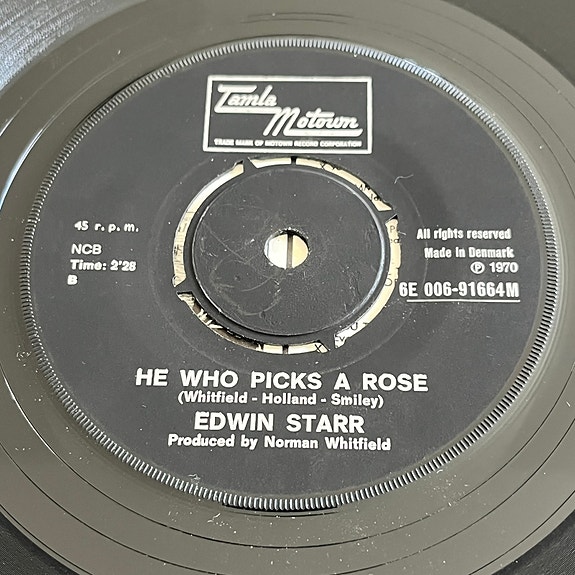 Tamla
Motown
TRADE MARK OF MOTOWN RECORD CORPORATION
45 r.p.m.
NCB
Time: 2'28
B
All rights reserved
Made in Denmark
℗ 1970
6E 006-91664M
HE WHO PICKS A ROSE
(Whitfield - Holland - Smiley)
EDWIN STARR
Produced by Norman Whitfield